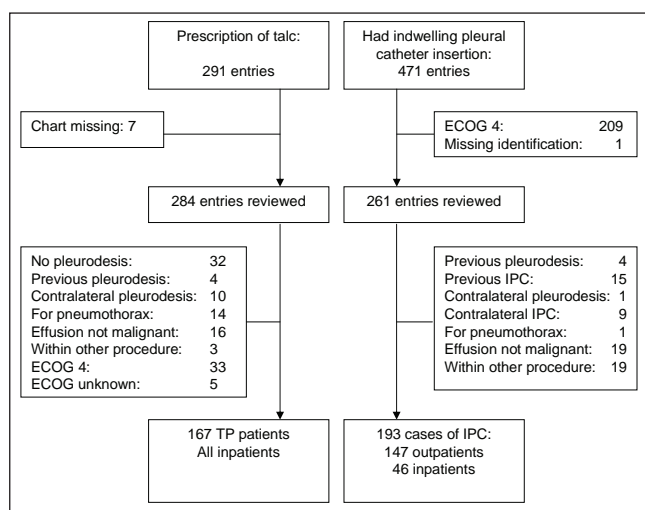 Prescription of talc:
291 entries
Had indwelling pleural
catheter insertion:
471 entries
Chart missing: 7
ECOG 4: 209
Missing identification: 1
284 entries reviewed
261 entries reviewed
No pleurodesis: 32
Previous pleurodesis: 4
Contralateral pleurodesis: 10
For pneumothorax: 14
Effusion not malignant: 16
Within other procedure: 3
ECOG 4: 33
ECOG unknown: 5
Previous pleurodesis: 4
Previous IPC: 15
Contralateral pleurodesis: 1
Contralateral IPC: 9
For pneumothorax: 1
Effusion not malignant: 19
Within other procedure: 19
167 TP patients
All inpatients
193 cases of IPC:
147 outpatients
46 inpatients